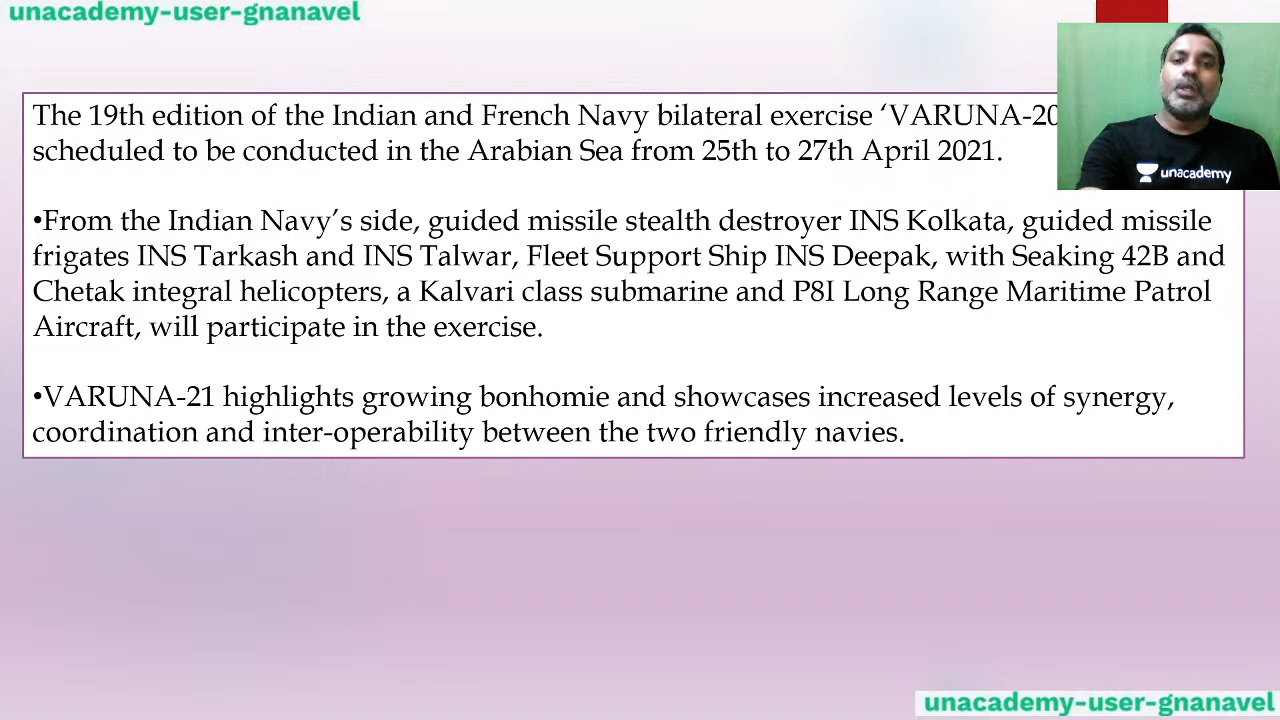 unacademy-user-gnanavel
The 19th edition of the Indian and French Navy bilateral exercise ‘VARUNA-20
scheduled to be conducted in the Arabian Sea from 25th to 27th April 2021.
unacademy
•From the Indian Navy’s side, guided missile stealth destroyer INS Kolkata, guided missile
frigates INS Tarkash and INS Talwar, Fleet Support Ship INS Deepak, with Seaking 42B and
Chetak integral helicopters, a Kalvari class submarine and P8I Long Range Maritime Patrol
Aircraft, will participate in the exercise.
•VARUNA-21 highlights growing bonhomie and showcases increased levels of synergy,
coordination and inter-operability between the two friendly navies.
unacademy-user-gnanavel